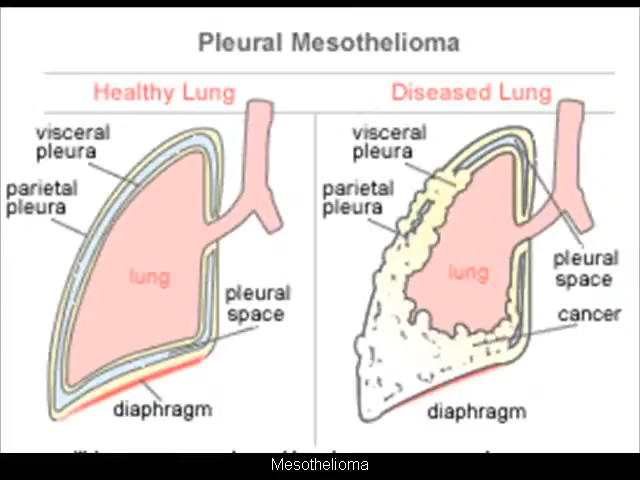 Pleural Mesothelioma
Healthy Lung
Diseased Lung
visceral
pleura
parietal
pleura
lung
pleural
space
diaphragm
visceral
pleura
parietal
pleura
lung
pleural
space
cancer
diaphragm
Mesothelioma